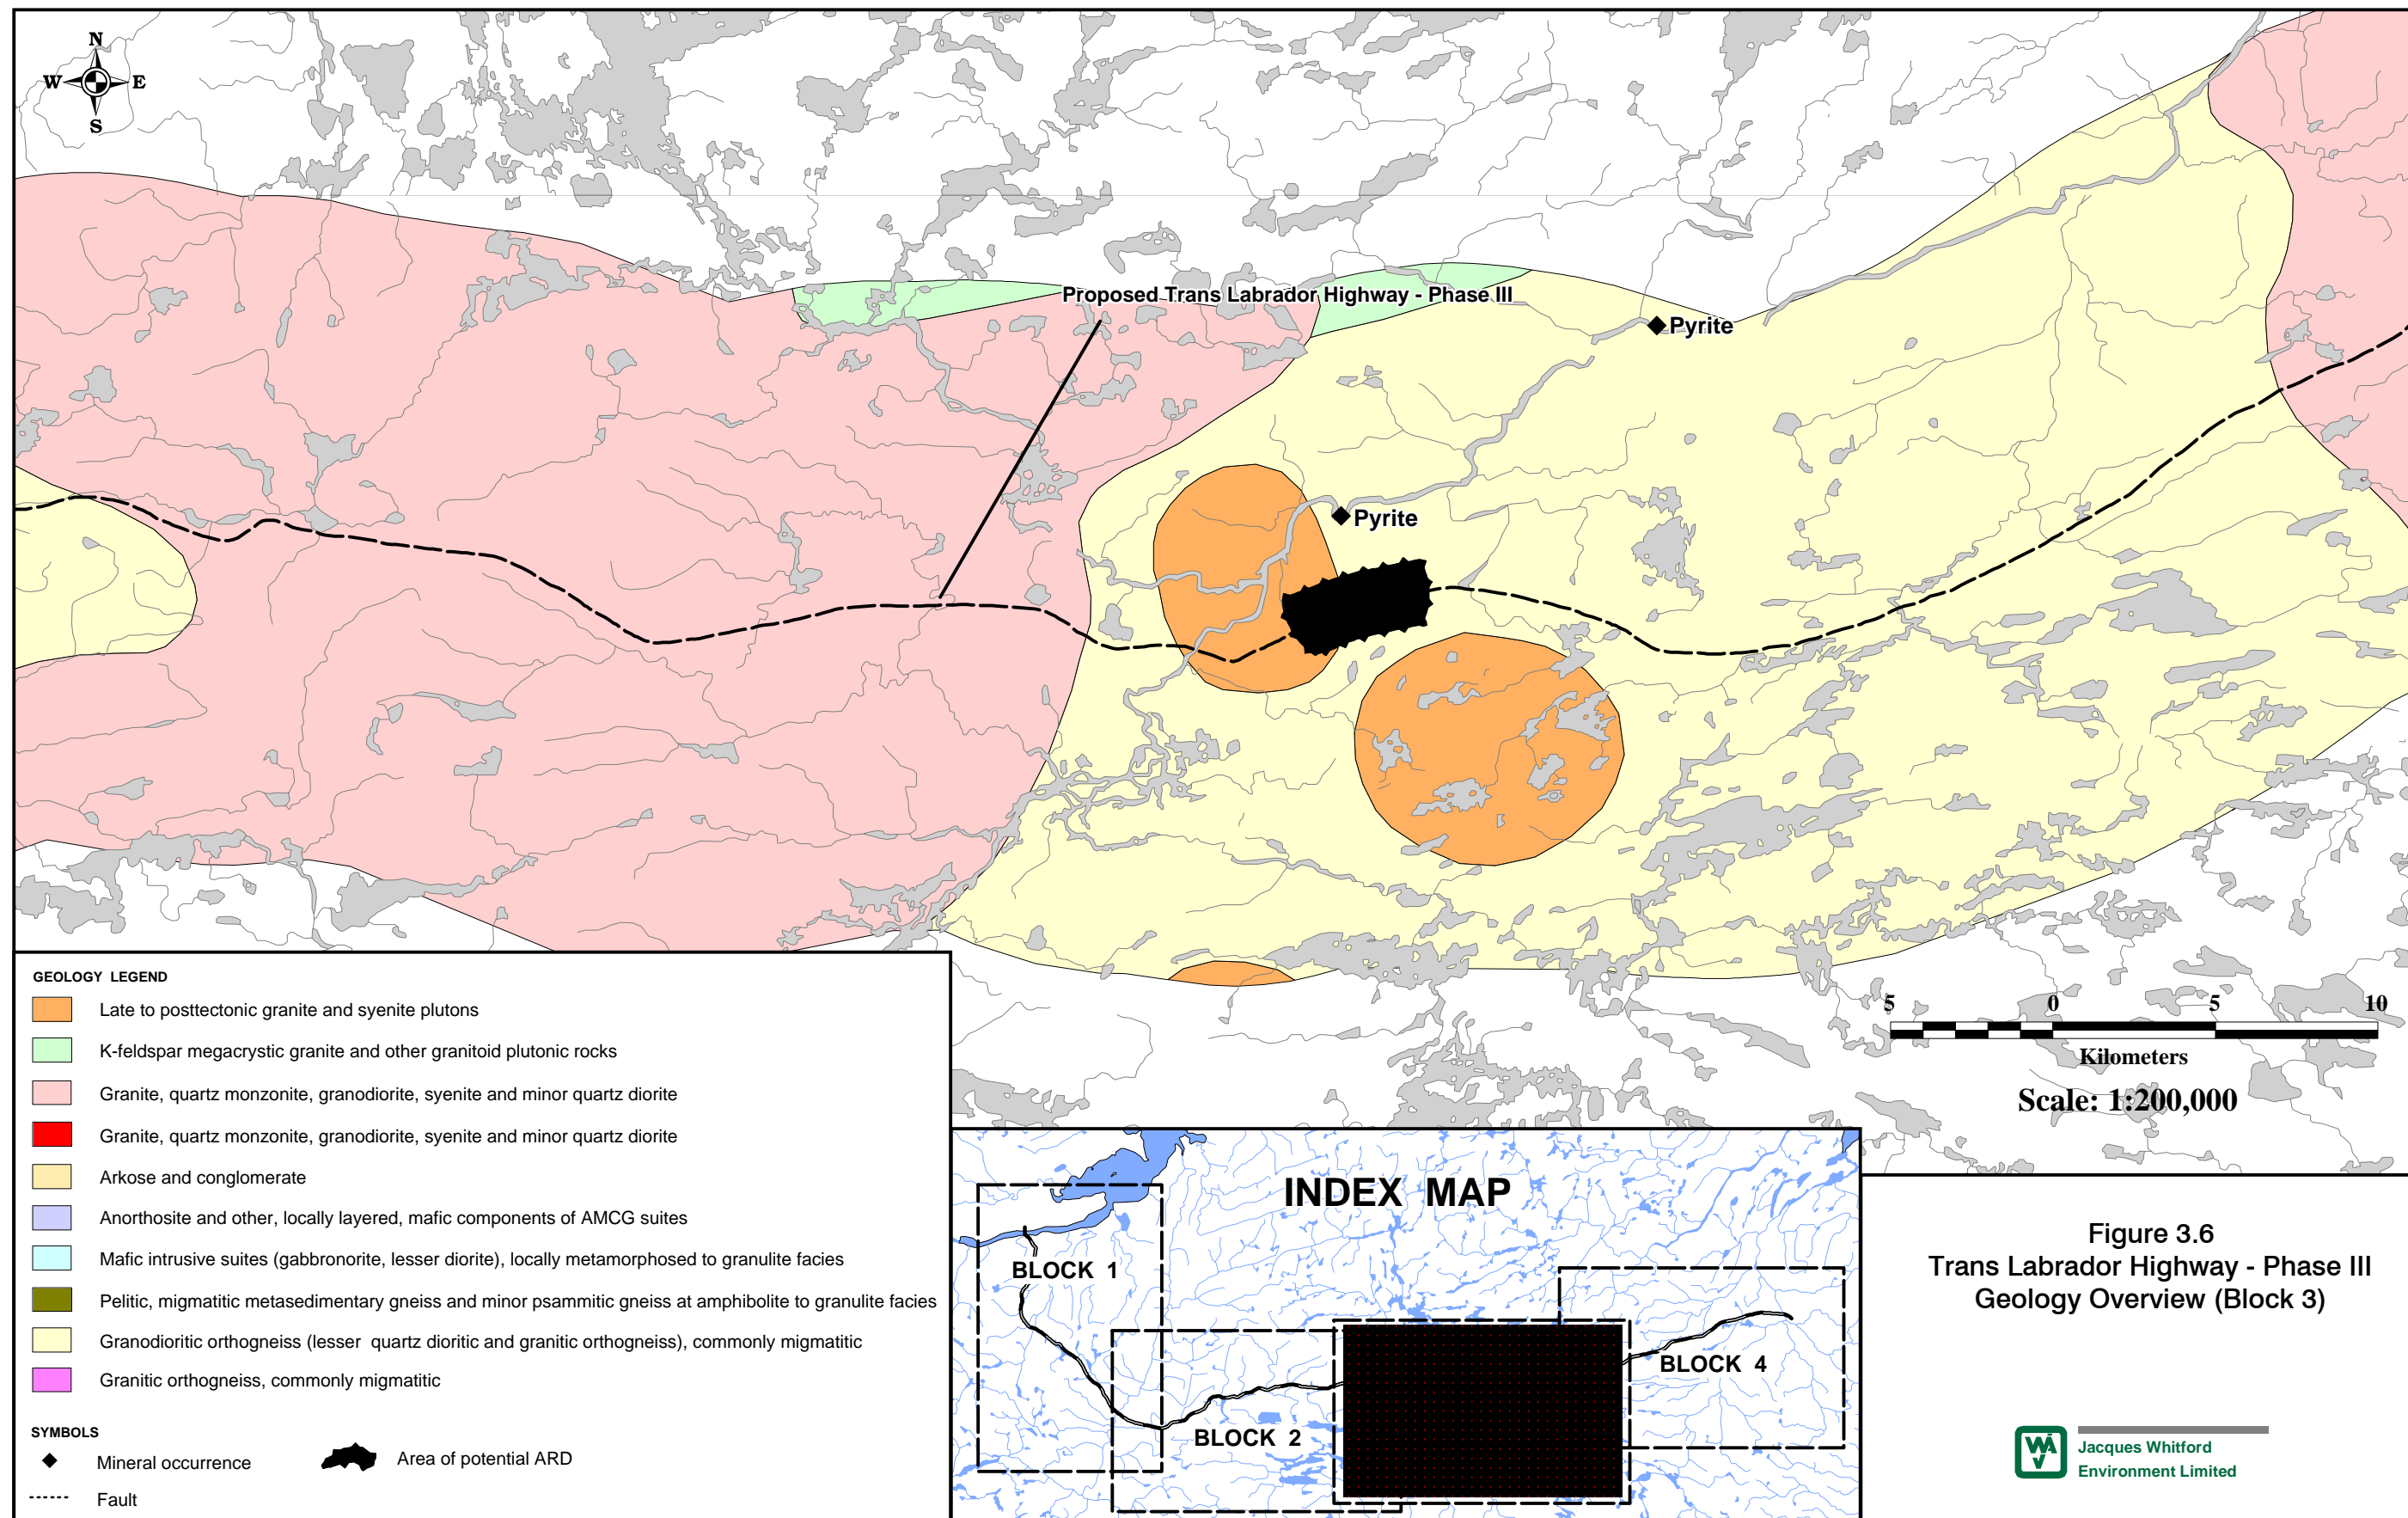 N
W E
S
Proposed Trans Labrador Highway - Phase III
Pyrite
Pyrite
GEOLOGY LEGEND
Late to posttectonic granite and syenite plutons
K-feldspar megacrystic granite and other granitoid plutonic rocks
Granite, quartz monzonite, granodiorite, syenite and minor quartz diorite
Granite, quartz monzonite, granodiorite, syenite and minor quartz diorite
Arkose and conglomerate
Anorthosite and other, locally layered, mafic components of AMCG suites
Mafic intrusive suites (gabbronorite, lesser diorite), locally metamorphosed to granulite facies
Pelitic, migmatitic metasedimentary gneiss and minor psammitic gneiss at amphibolite to granulite facies
Granodioritic orthogneiss (lesser quartz dioritic and granitic orthogneiss), commonly migmatitic
Granitic orthogneiss, commonly migmatitic
SYMBOLS
Mineral occurrence
Area of potential ARD
Fault
5 0 5 10
Kilometers
Scale: 1:200,000
INDEX MAP
BLOCK 1
BLOCK 2
BLOCK 4
Figure 3.6
Trans Labrador Highway - Phase III
Geology Overview (Block 3)
Jacques Whitford
Environment Limited